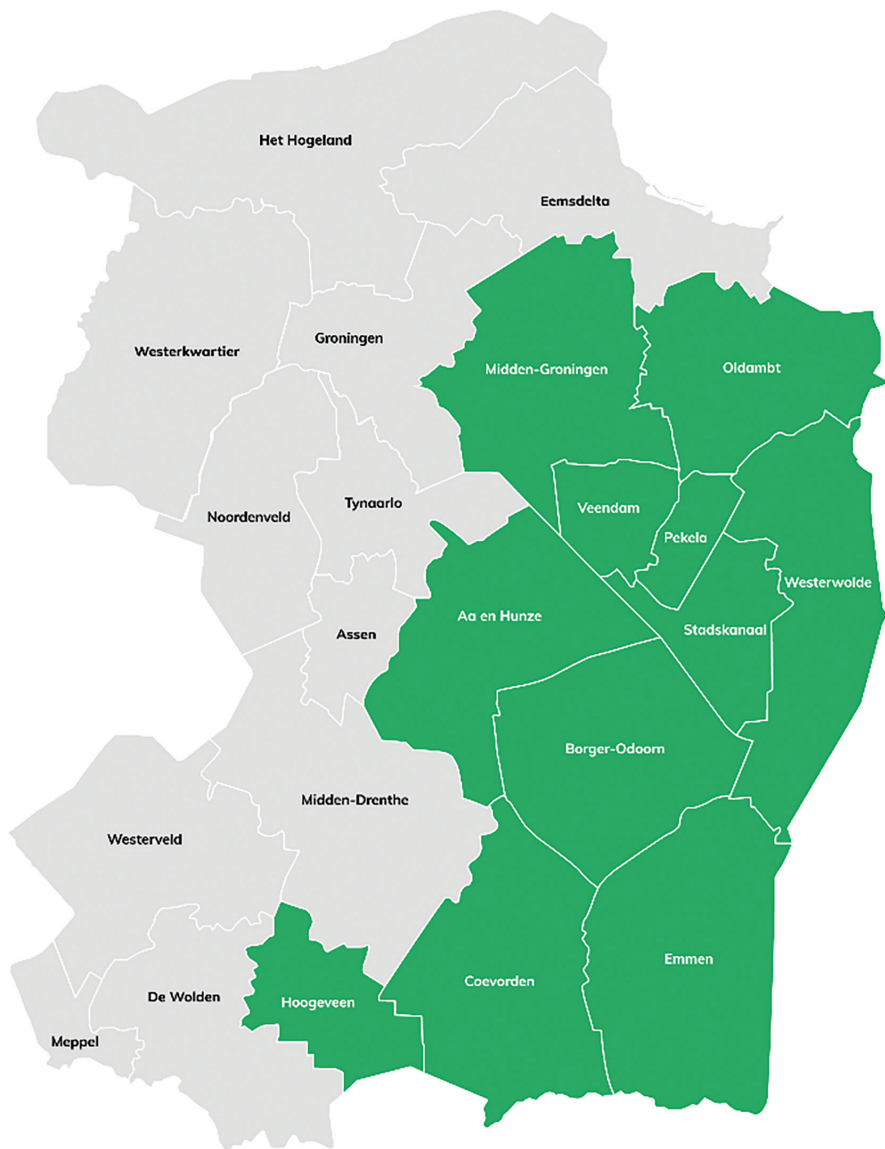 Het Hogeland
Eemsdelta
Groningen
Westerkwartier
Midden-Groningen
Oldambt
Noordenveld
Tynaarlo
Veendam
Pekela
Westerwolde
Aa en Hunze
Stadskanaal
Assen
Borger-Odoorn
Midden-Drenthe
Westerveld
Emmen
Coevorden
De Wolden
Hoogeveen
Meppel